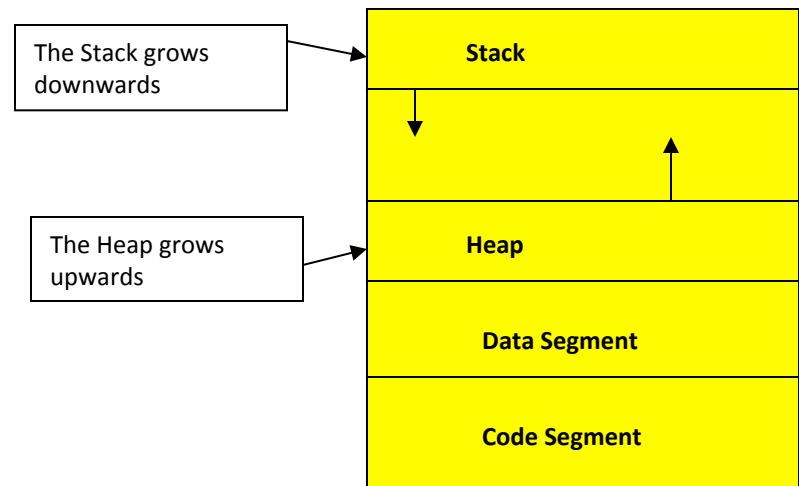 The Stack grows
downwards
Stack
The Heap grows
upwards
Heap
Data Segment
Code Segment